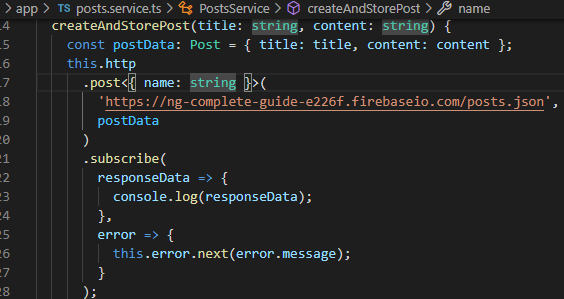 app > TS posts.service.ts > PostsService > createAndStorePost > name
14 createAndStorePost(title: string, content: string) {
15 const postData: Post = { title: title, content: content };
16 this.http
17 .post<{ name: string }>(
18 'https://ng-complete-guide-e226f.firebaseio.com/posts.json',
19 postData
20 )
21 .subscribe(
22 responseData => {
23 console.log(responseData);
24 },
25 error => {
26 this.error.next(error.message);
27 }
28 );